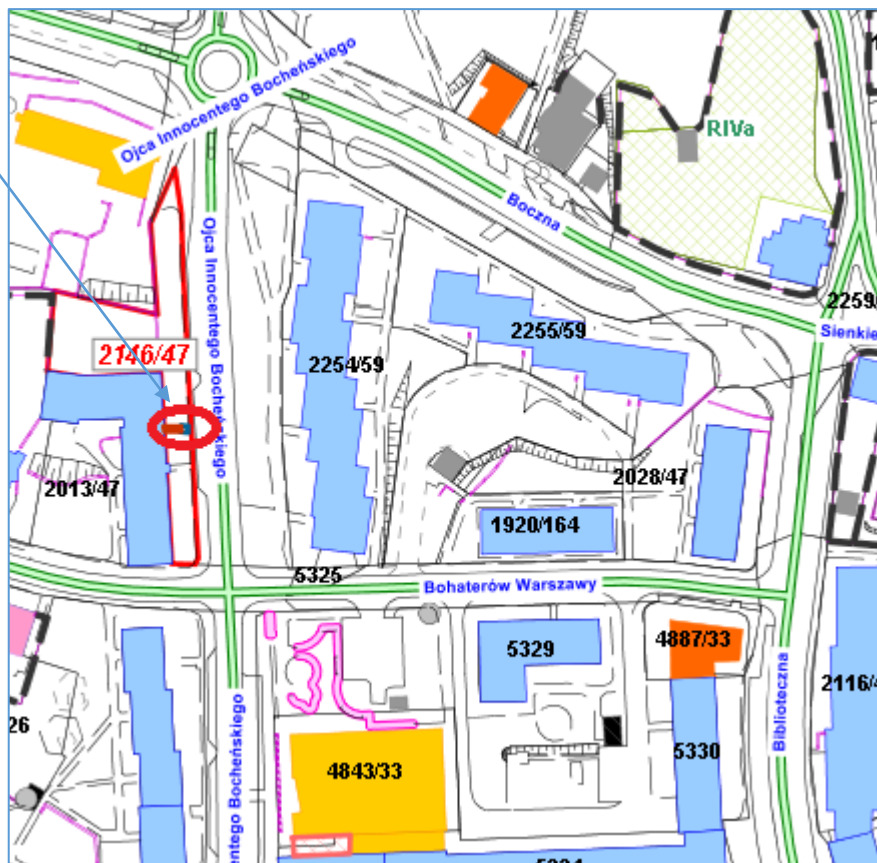 Ojca Innocentego Bocheńskiego
RIVa
Boczna
Ojca Innocentego Bocheńskiego
2259/
Sienkie
2255/59
2146/47
2254/59
2013/47
2028/47
1920/164
5325
Bohaterów Warszawy
5329
4887/33
Biblioteczna
2116/4
26
entego Bocheńskiego
5330
4843/33